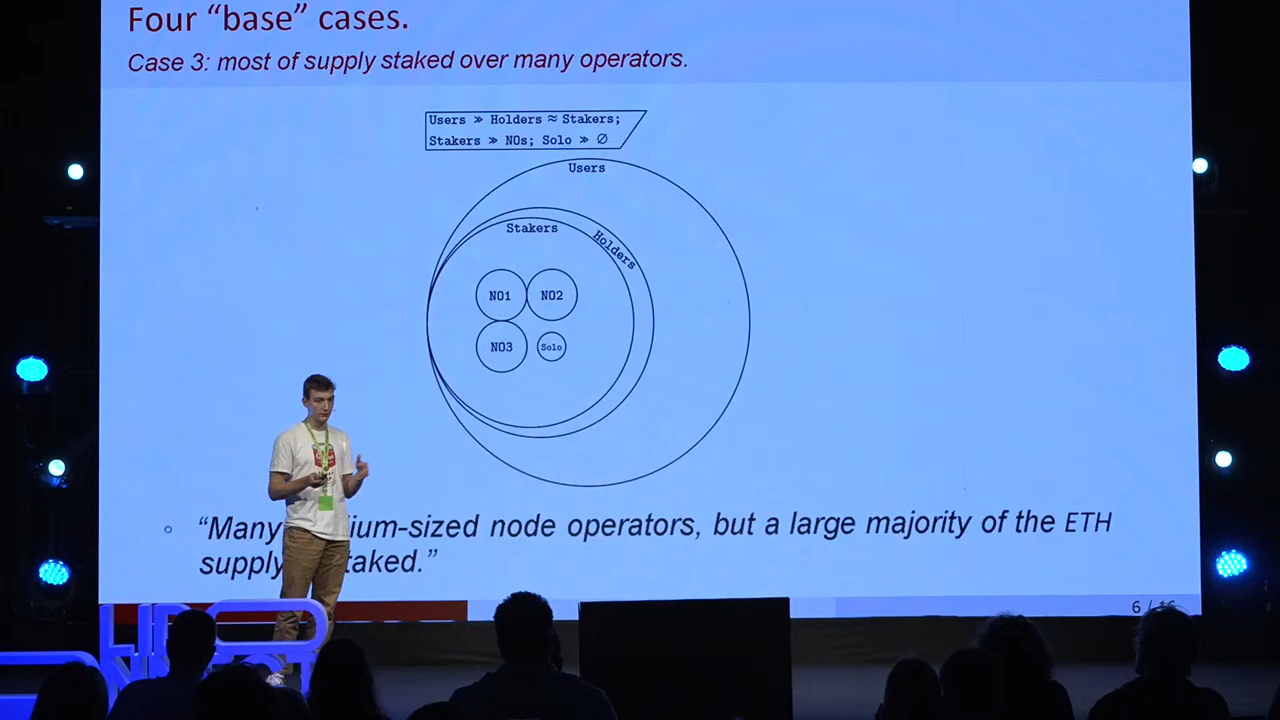 Four “base” cases.
Case 3: most of supply staked over many operators.
Users ≫ Holders ≈ Stakers;
Stakers ≫ NOs; Solo ≫ ∅
Users
Stakers
Holders
NO1
NO2
NO3
Solo
“Many ium-sized node operators, but a large majority of the ETH
supply taked.”
6 / 16